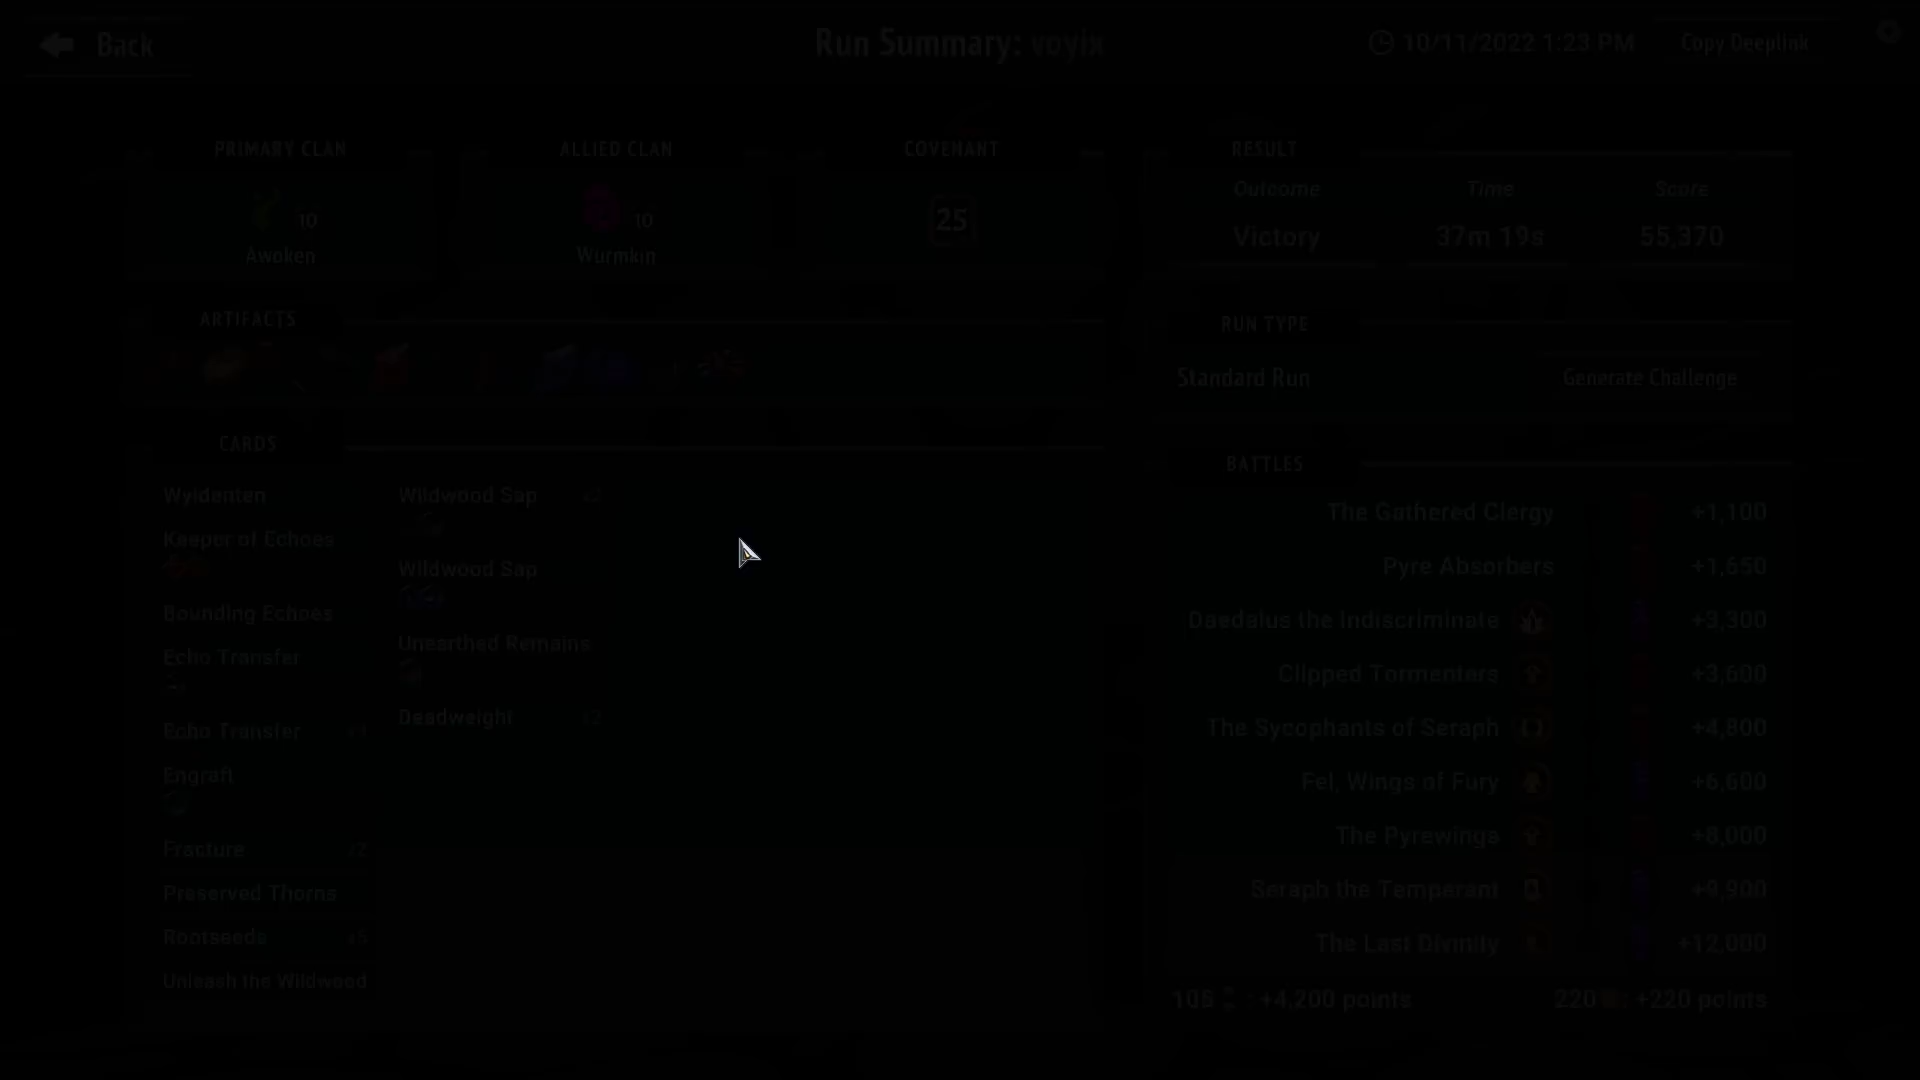 Back
Run Summary: voyix
10/11/2022 1:23 PM
Copy Deeplink
PRIMARY CLAN
ALLIED CLAN
COVENANT
10
Awoken
10
Wurmkin
25
ARTIFACTS
CARDS
Wyldenten
Keeper of Echoes
Bounding Echoes
Echo Transfer
Echo Transfer
Engraft
Fracture x2
Preserved Thorns
Rootseeds x5
Unleash the Wildwood
Wildwood Sap x2
Wildwood Sap
Unearthed Remains
Deadweight x2
RESULT
Outcome Time Score
Victory 37m 19s 55,370
RUN TYPE
Standard Run
Generate Challenge
BATTLES
The Gathered Clergy +1,100
Pyre Absorbers +1,650
Daedalus the Indiscriminate +3,300
Clipped Tormentors +3,600
The Sycophants of Seraph +4,800
Fel, Wings of Fury +6,600
The Pyrewings +8,000
Seraph the Temperant +9,900
The Last Divinity +12,000
105 : +4,200 points
220 : +220 points